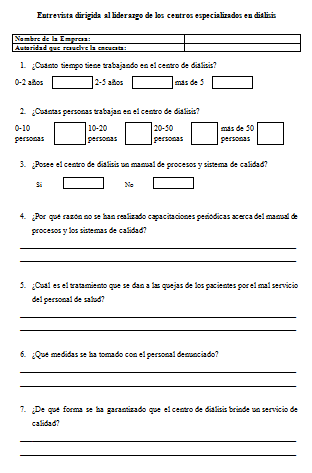 Entrevista dirigida al liderazgo de los centros especializados en diálisis
Nombre de la Empresa:
Autoridad que resuelve la encuesta:
1. ¿Cuánto tiempo tiene trabajando en el centro de diálisis?
0-2 años 2-5 años más de 5
2. ¿Cuántas personas trabajan en el centro de diálisis?
0-10 10-20 20-50 más de 50
personas personas personas personas
3. ¿Posee el centro de diálisis un manual de procesos y sistema de calidad?
Si No
4. ¿Por qué razón no se han realizado capacitaciones periódicas acerca del manual de
procesos y los sistemas de calidad?
5. ¿Cuál es el tratamiento que se dan a las quejas de los pacientes por el mal servicio
del personal de salud?
6. ¿Qué medidas se ha tomado con el personal denunciado?
7. ¿De qué forma se ha garantizado que el centro de diálisis brinde un servicio de
calidad?